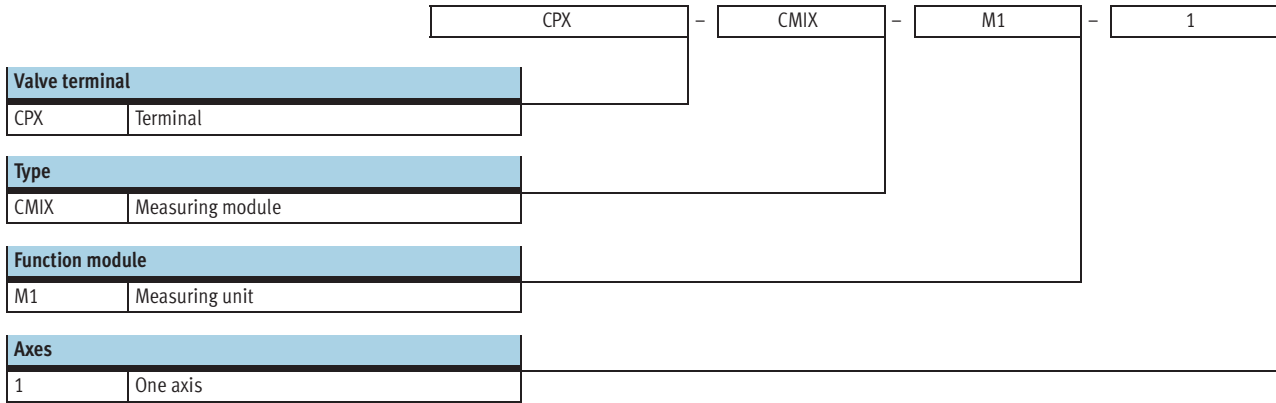 CPX – CMIX – M1 – 1
Valve terminal
CPX Terminal
Type
CMIX Measuring module
Function module
M1 Measuring unit
Axes
1 One axis